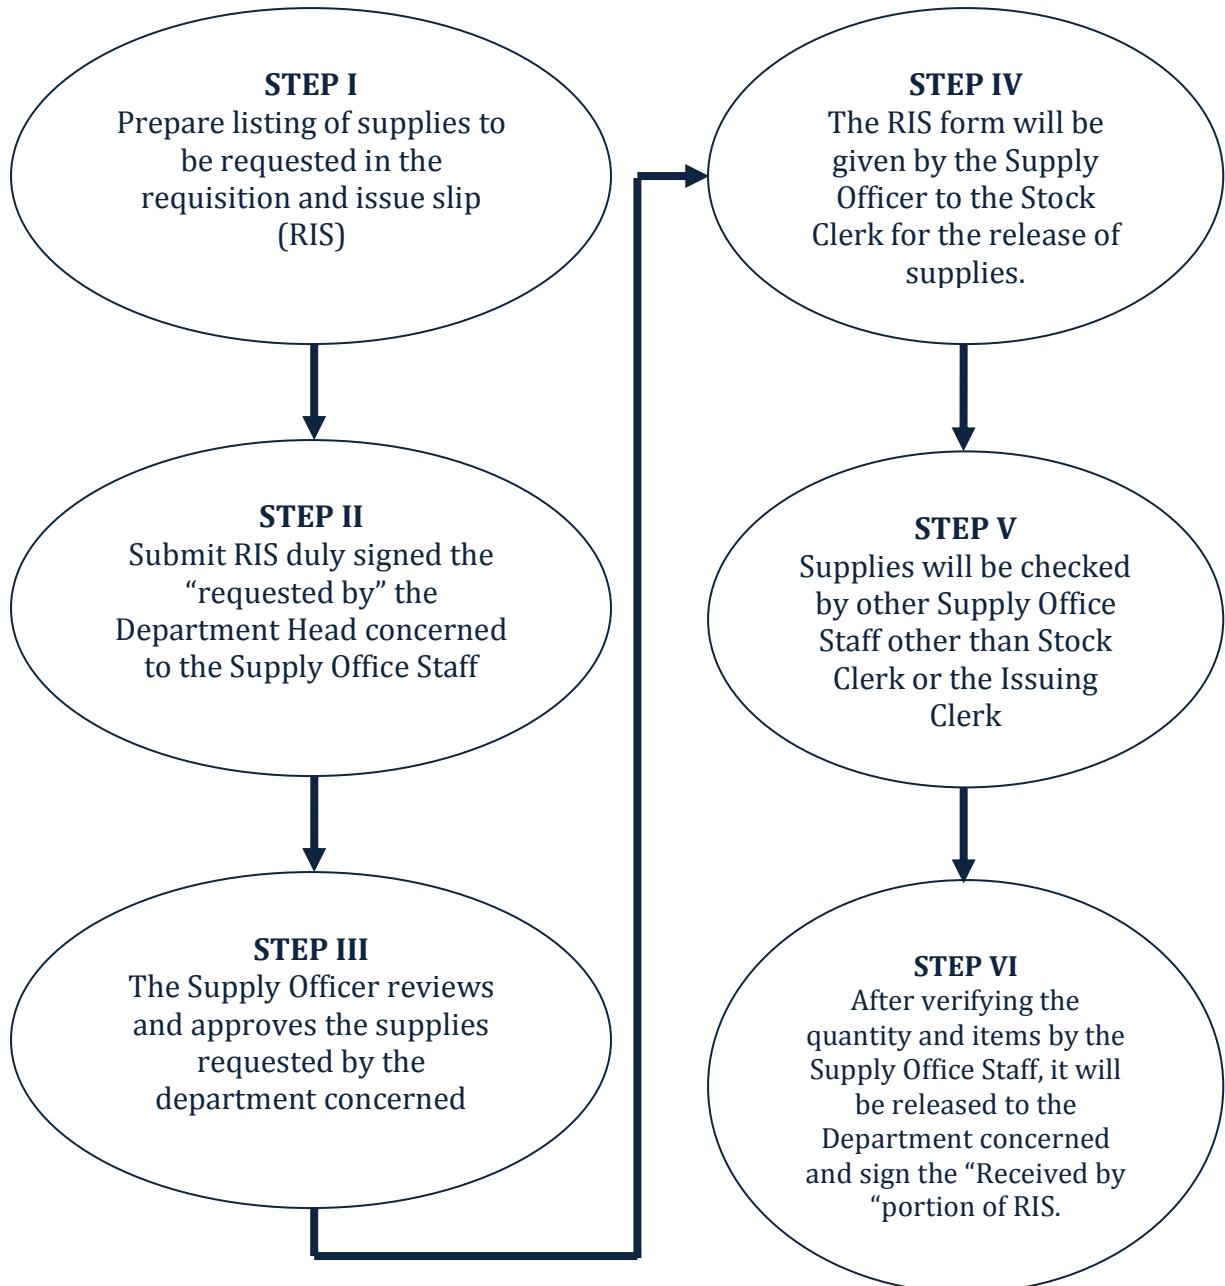 STEP I
Prepare listing of supplies to
be requested in the
requisition and issue slip
(RIS)
STEP II
Submit RIS duly signed the
“requested by” the
Department Head concerned
to the Supply Office Staff
STEP III
The Supply Officer reviews
and approves the supplies
requested by the
department concerned
STEP IV
The RIS form will be
given by the Supply
Officer to the Stock
Clerk for the release of
supplies.
STEP V
Supplies will be checked
by other Supply Office
Staff other than Stock
Clerk or the Issuing
Clerk
STEP VI
After verifying the
quantity and items by the
Supply Office Staff, it will
be released to the
Department concerned
and sign the “Received by
“portion of RIS.